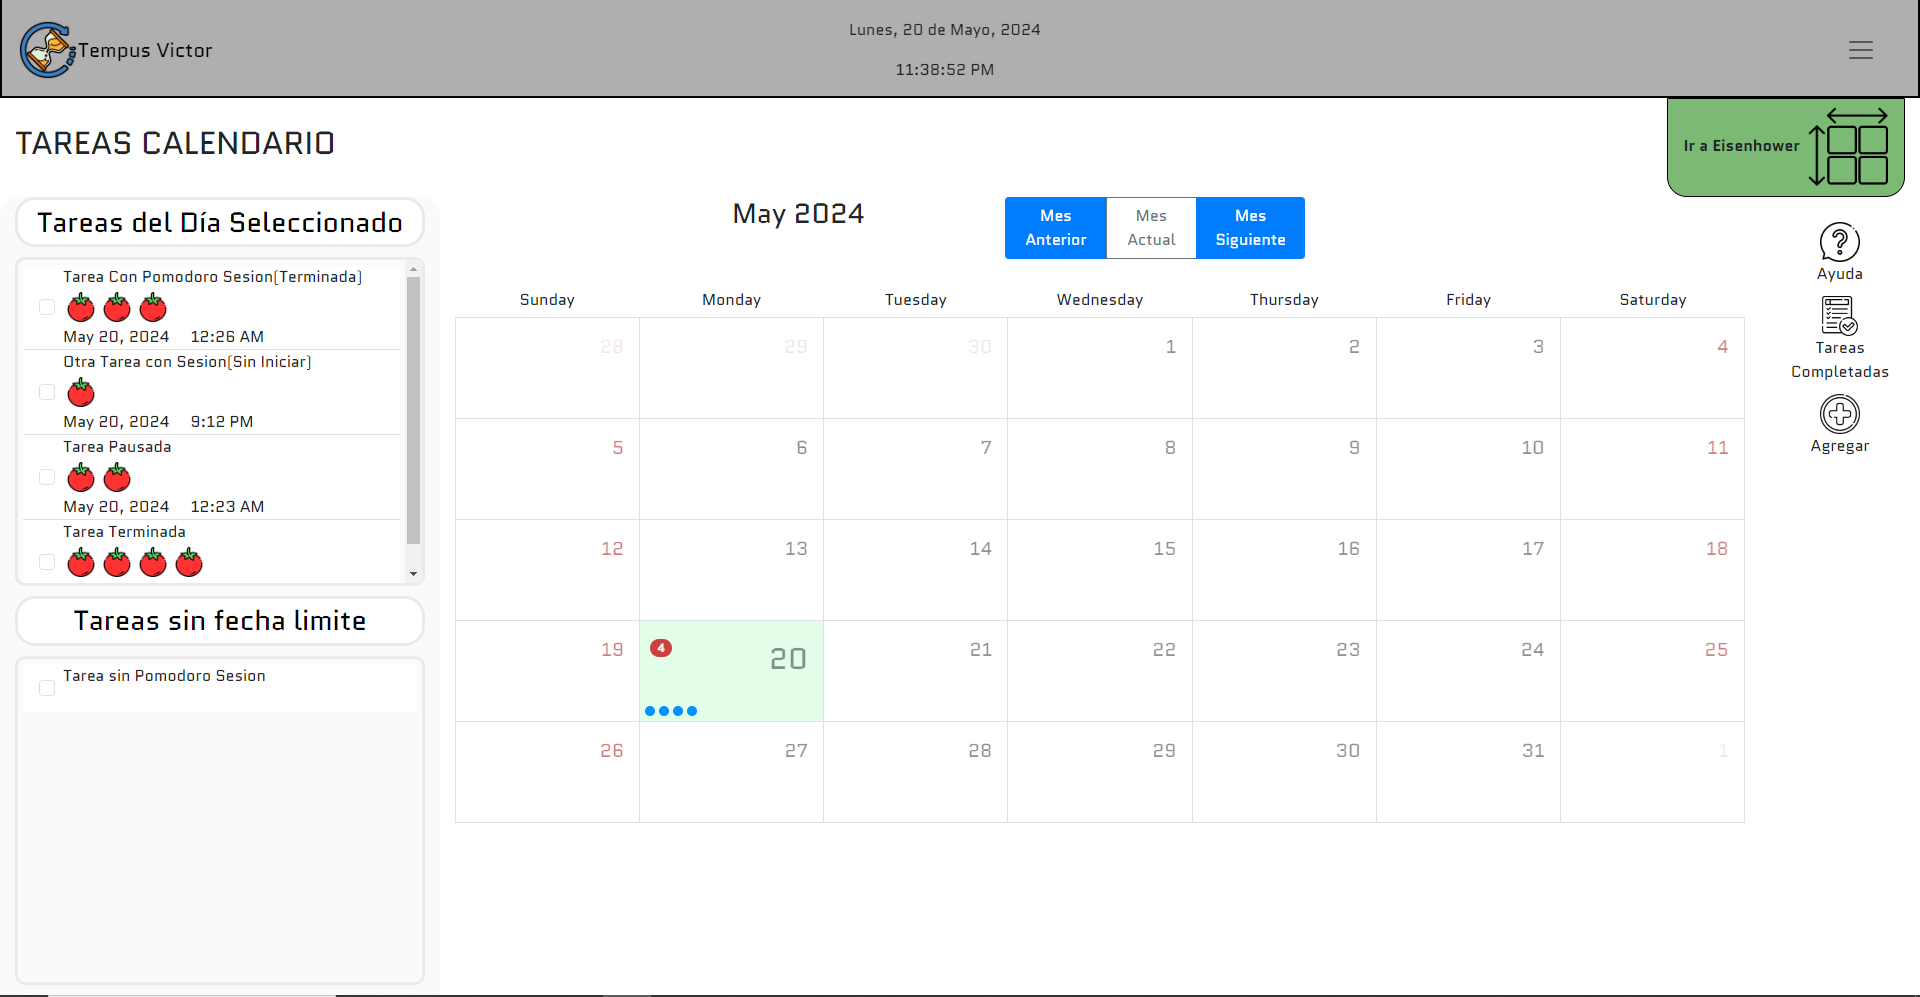 Tempus Victor
Lunes, 20 de Mayo, 2024
11:38:52 PM
TAREAS CALENDARIO
Ir a Eisenhower
Tareas del Día Seleccionado
Tarea Con Pomodoro Sesion(Terminada)
May 20, 2024 12:26 AM
Otra Tarea con Sesion(Sin Iniciar)
May 20, 2024 9:12 PM
Tarea Pausada
May 20, 2024 12:23 AM
Tarea Terminada
Tareas sin fecha limite
Tarea sin Pomodoro Sesion
May 2024
Mes Anterior
Mes Actual
Mes Siguiente
Sunday Monday Tuesday Wednesday Thursday Friday Saturday
28 29 30 1 2 3 4
5 6 7 8 9 10 11
12 13 14 15 16 17 18
19 4 20 21 22 23 24 25
26 27 28 29 30 31 1
Ayuda
Tareas
Completadas
Agregar